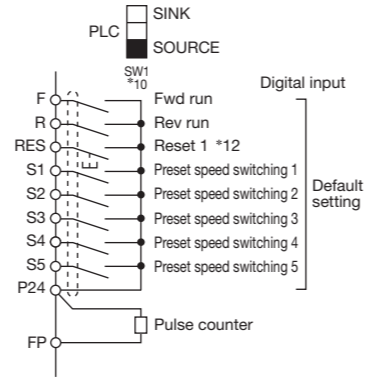 SINK
PLC
SOURCE
SW1
*10
Digital input
F Fwd run
R Rev run
RES Reset 1 *12
E
S1 Preset speed switching 1
S2 Preset speed switching 2
Default
setting
S3 Preset speed switching 3
S4 Preset speed switching 4
S5 Preset speed switching 5
P24
Pulse counter
FP